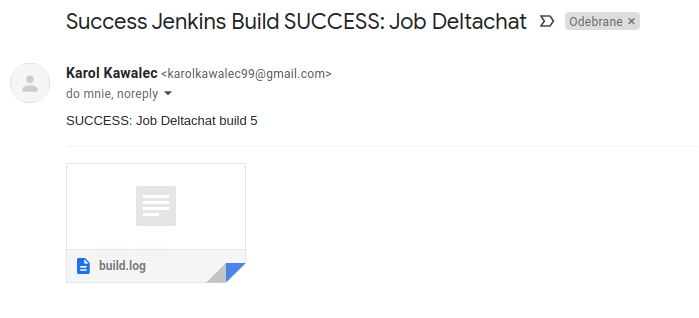 Success Jenkins Build SUCCESS: Job Deltachat Odebrane ×
Karol Kawalec <karolkawalec99@gmail.com>
do mnie, noreply
SUCCESS: Job Deltachat build 5
build.log